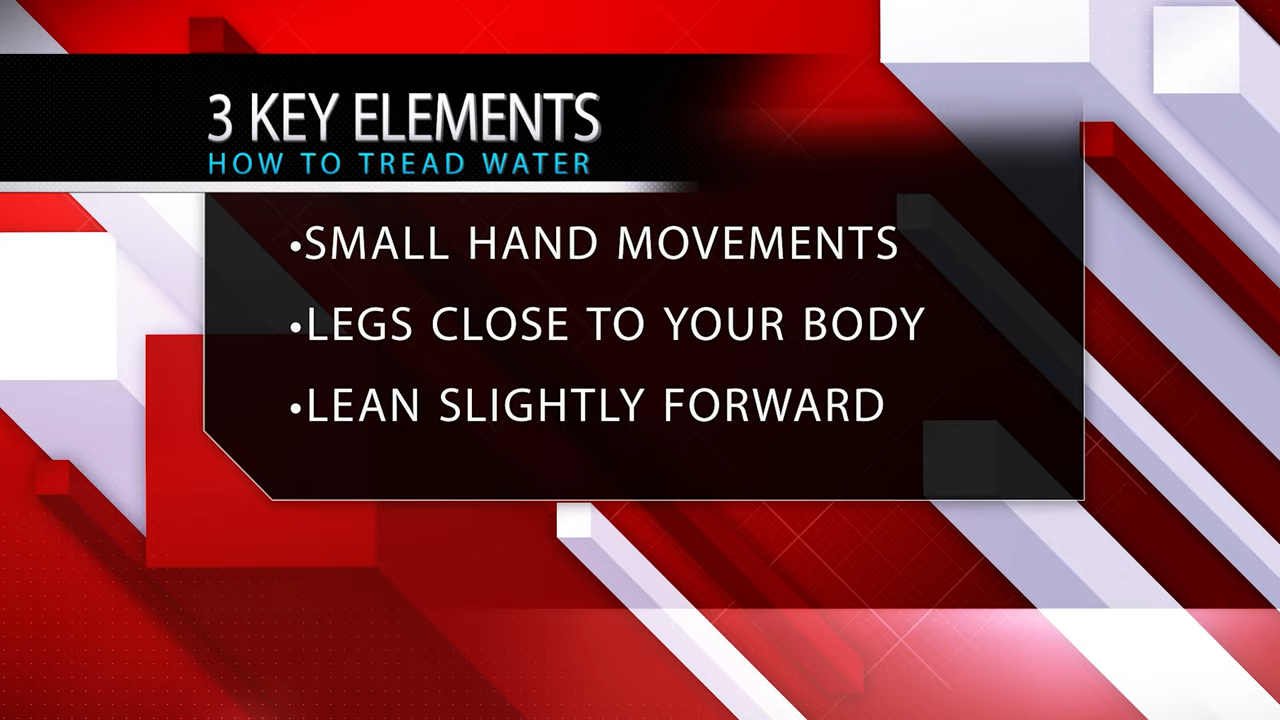 3 KEY ELEMENTS
HOW TO TREAD WATER
•SMALL HAND MOVEMENTS
•LEGS CLOSE TO YOUR BODY
•LEAN SLIGHTLY FORWARD